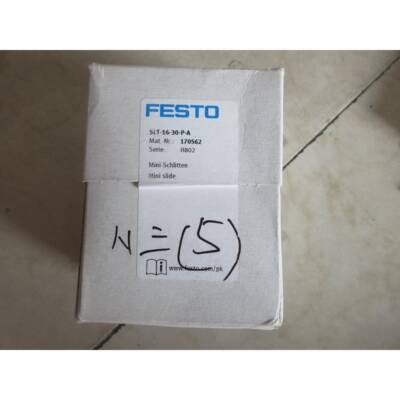 FESTO
SLT-16-30-P-A
Mat.-Nr.: 170562
Serie: HB02
Mini-Schlitten
Mini slide
N = (5)
www.festo.com/pk